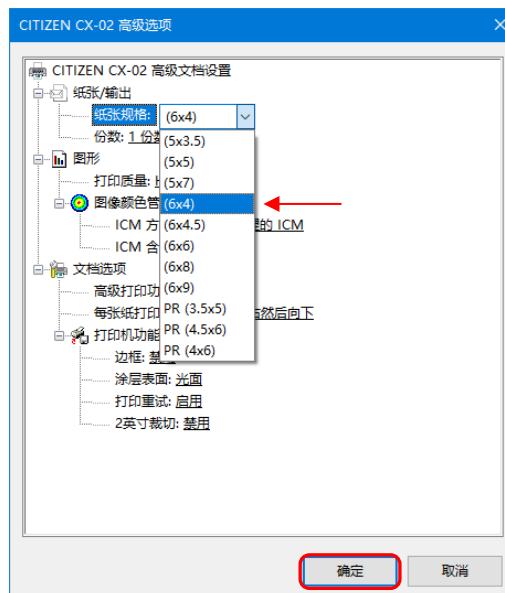 CITIZEN CX-02 高级选项
CITIZEN CX-02 高级文档设置
纸张/输出
纸张规格: (6x4)
份数: 1 份
(5x3.5)
(5x5)
图形
打印质量:
(5x7)
图像颜色管
(6x4)
ICM 方
(6x4.5)
理的 ICM
ICM 含
(6x6)
文档选项
(6x8)
高级打印功
(6x9)
每张纸打印
PR (3.5x5)
右然后向下
打印机功能
PR (4.5x6)
边框:
PR (4x6)
涂层表面: 光面
打印重试: 启用
2英寸裁切: 禁用
确定
取消